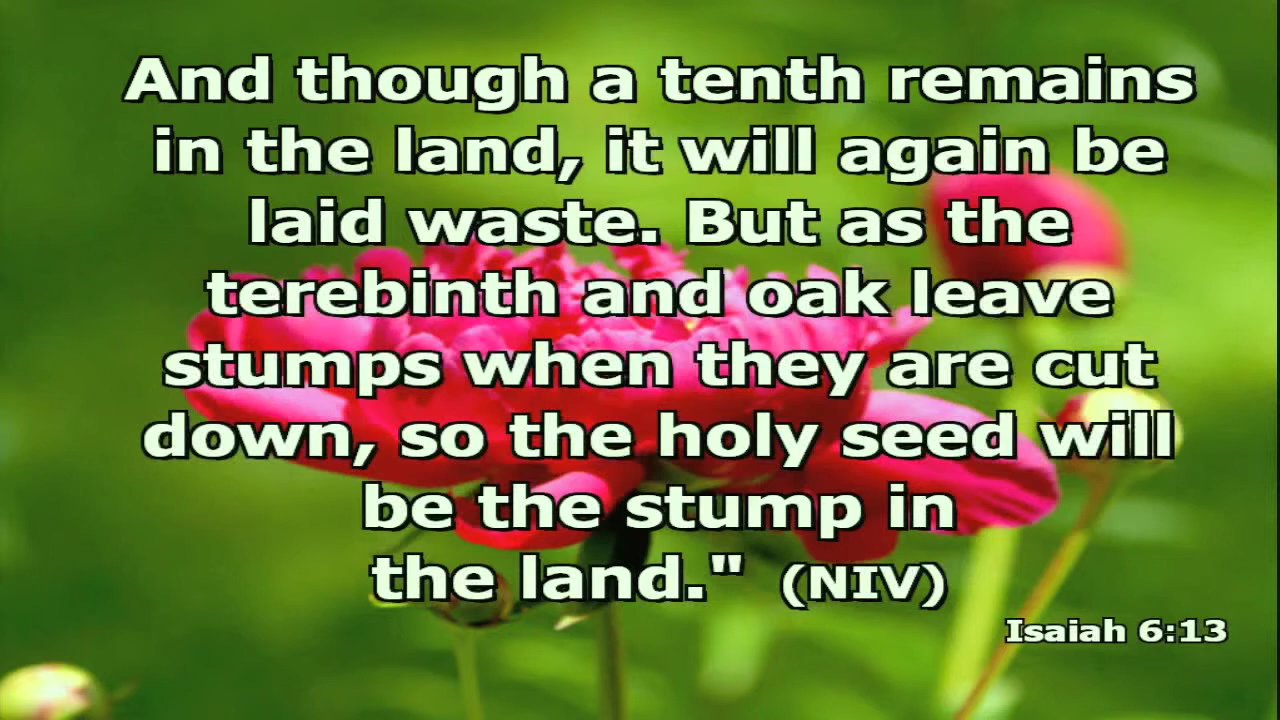 And though a tenth remains
in the land, it will again be
laid waste. But as the
terebinth and oak leave
stumps when they are cut
down, so the holy seed will
be the stump in
the land." (NIV)
Isaiah 6:13